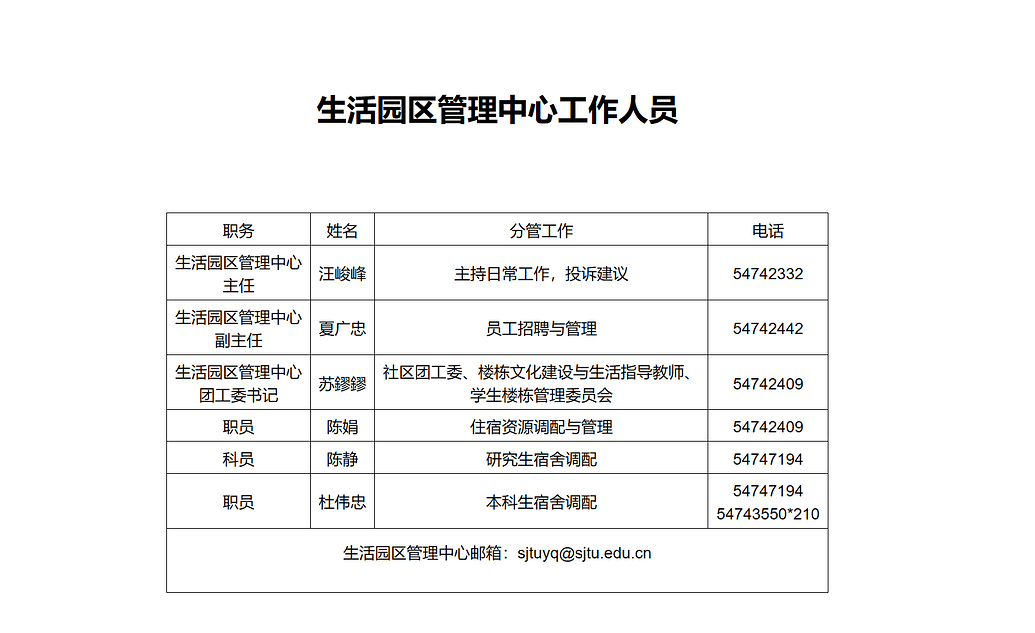 生活园区管理中心工作人员
职务 姓名 分管工作 电话
生活园区管理中心
主任 汪峻峰 主持日常工作，投诉建议 54742332
生活园区管理中心
副主任 夏广忠 员工招聘与管理 54742442
生活园区管理中心
团工委书记 苏鏐鏐 社区团工委、楼栋文化建设与生活指导教师、
学生楼栋管理委员会 54742409
职员 陈娟 住宿资源调配与管理 54742409
科员 陈静 研究生宿舍调配 54747194
职员 杜伟忠 本科生宿舍调配 54747194
54743550*210
生活园区管理中心邮箱：sjtuyq@sjtu.edu.cn